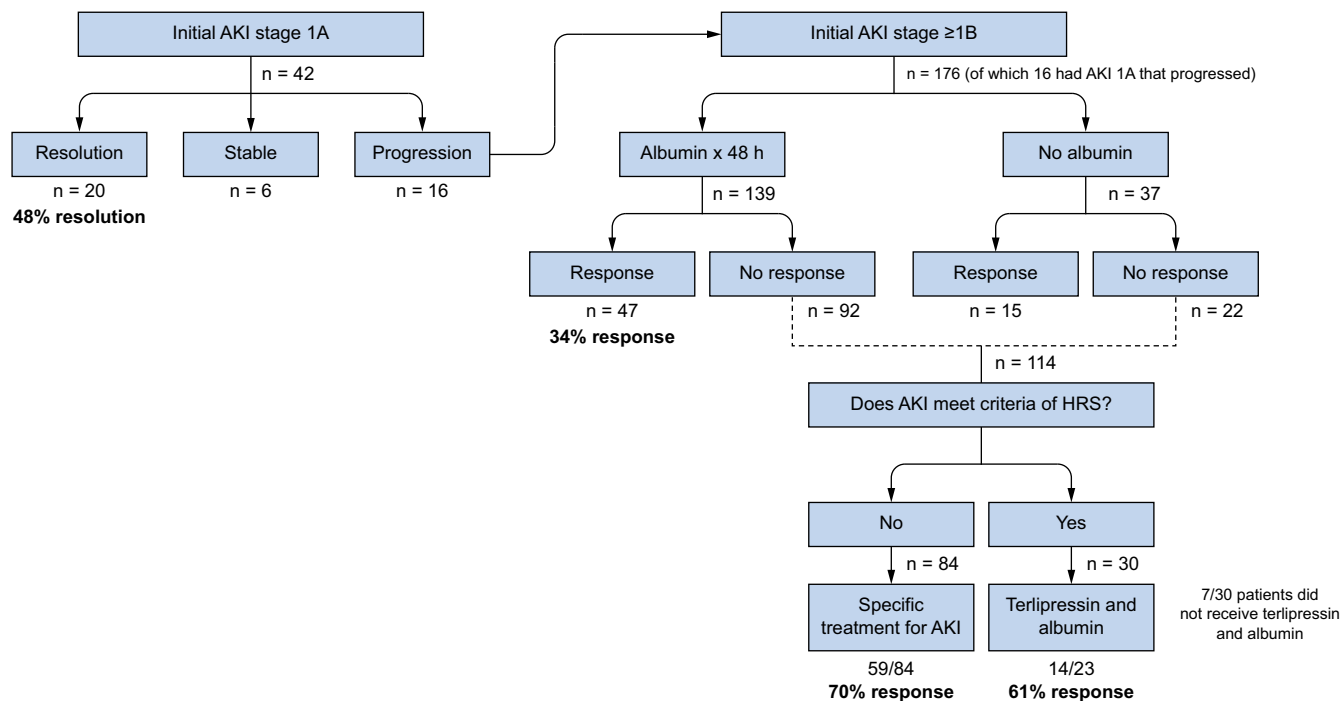 Initial AKI stage 1A
n = 42
Resolution
n = 20
48% resolution
Stable
n = 6
Progression
n = 16
Initial AKI stage ≥1B
n = 176 (of which 16 had AKI 1A that progressed)
Albumin x 48 h
n = 139
No albumin
n = 37
Response
n = 47
34% response
No response
n = 92
Response
n = 15
No response
n = 22
n = 114
Does AKI meet criteria of HRS?
No
n = 84
Yes
n = 30
Specific
treatment for AKI
59/84
70% response
Terlipressin and
albumin
14/23
61% response
7/30 patients did
not receive terlipressin
and albumin